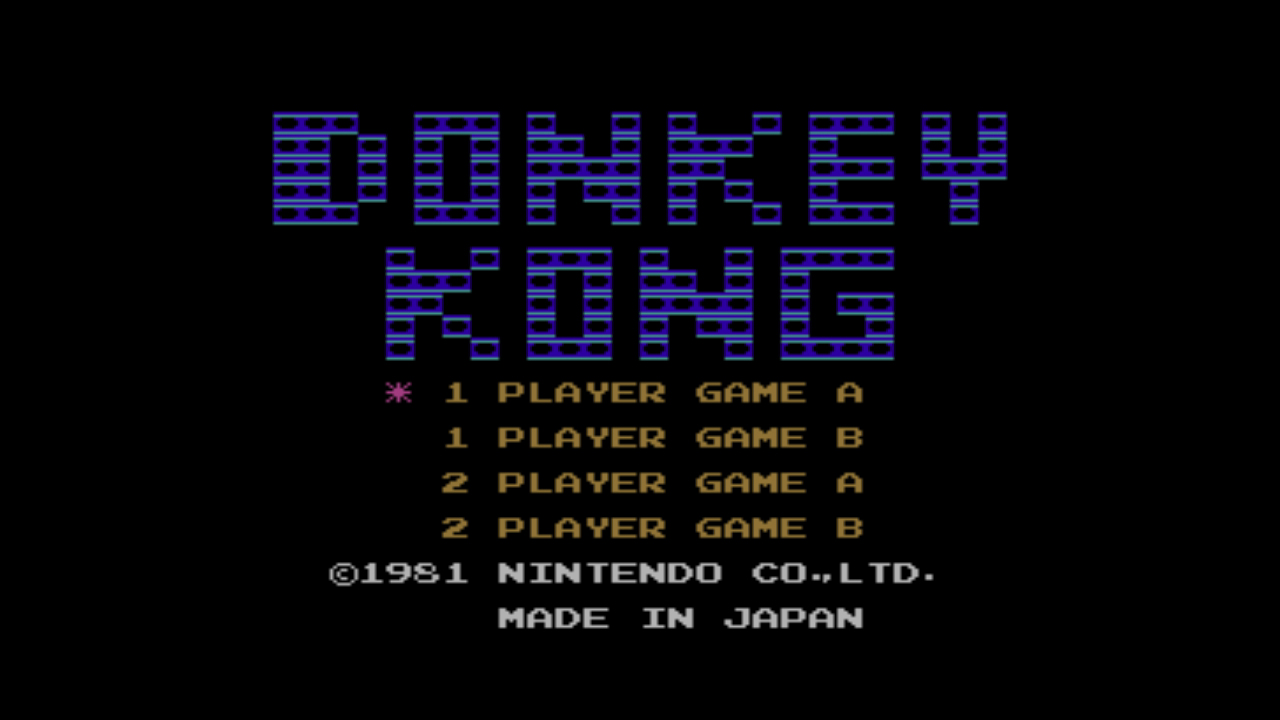 DONKEY
KONG
* 1 PLAYER GAME A
1 PLAYER GAME B
2 PLAYER GAME A
2 PLAYER GAME B
©1981 NINTENDO CO.,LTD.
MADE IN JAPAN